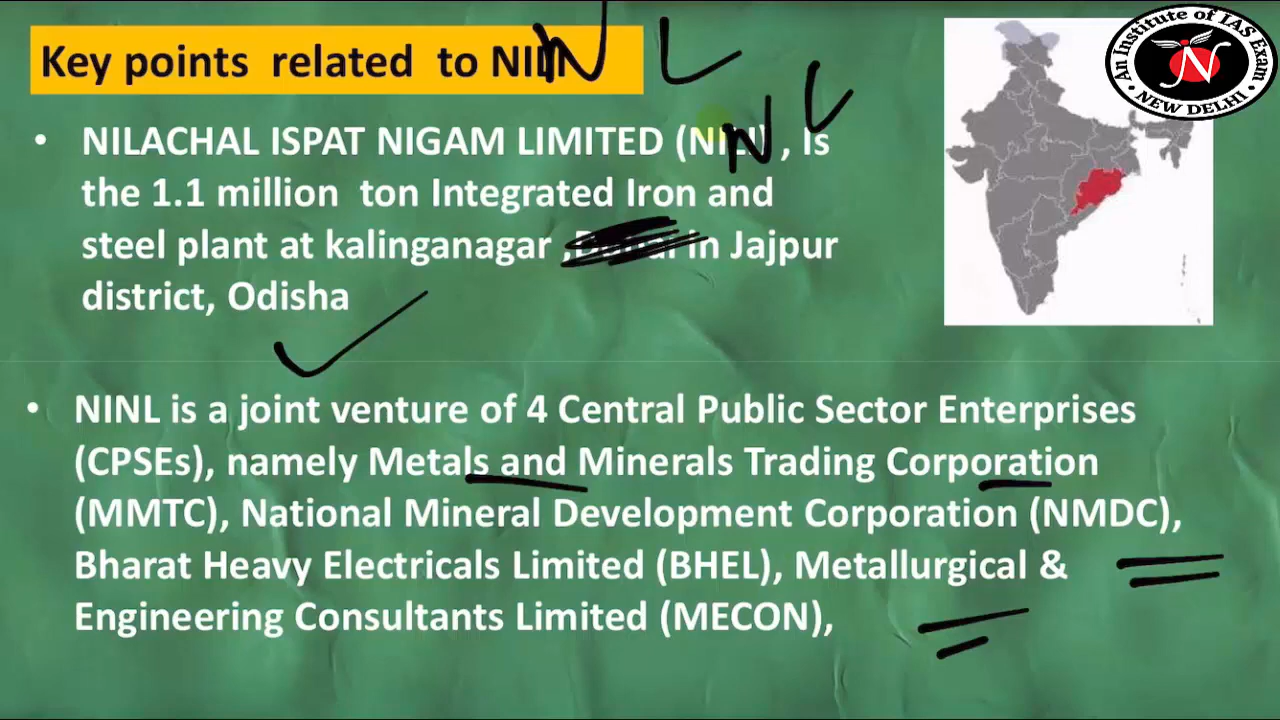 Key points related to
N L
NILACHAL ISPAT NIGAM LIMITED , Is
N L
the 1.1 million ton Integrated Iron and
steel plant at kalinganagar , in Jajpur
district, Odisha
• NINL is a joint venture of 4 Central Public Sector Enterprises
(CPSEs), namely Metals and Minerals Trading Corporation
(MMTC), National Mineral Development Corporation (NMDC),
Bharat Heavy Electricals Limited (BHEL), Metallurgical &
Engineering Consultants Limited (MECON),
An Institute of IAS Exam
N
• NEW DELHI •